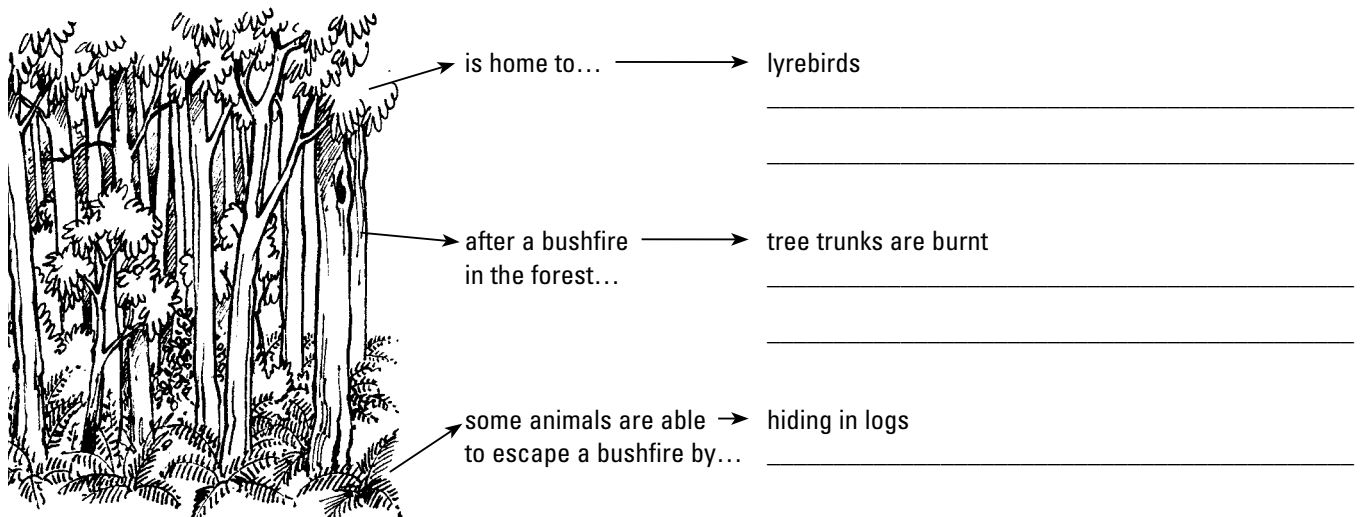 is home to… lyrebirds
after a bushfire tree trunks are burnt
in the forest…
some animals are able hiding in logs
to escape a bushfire by…